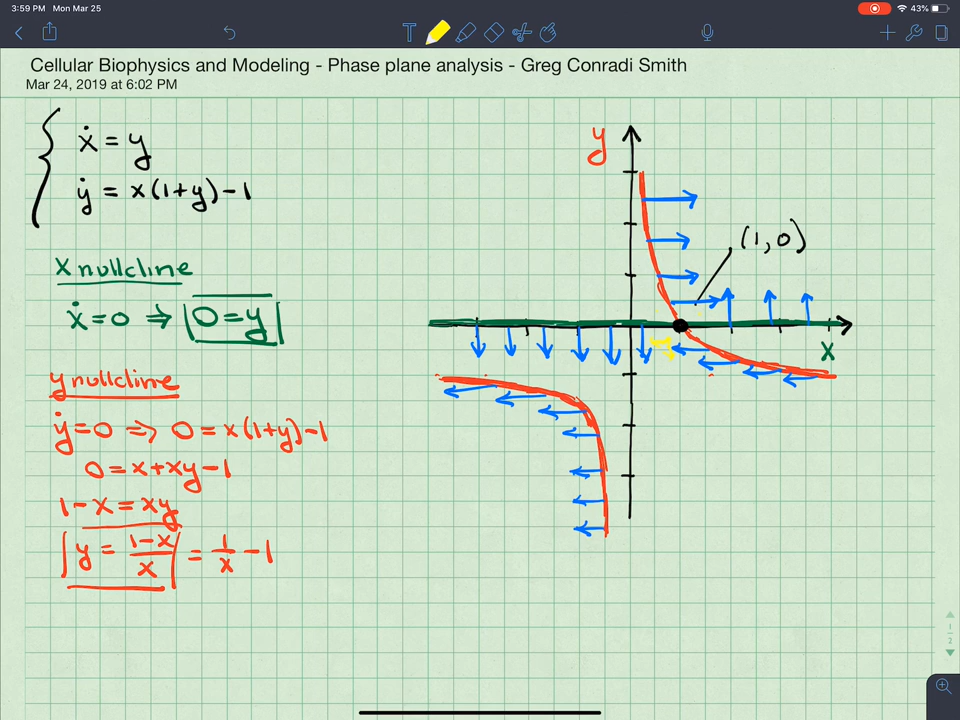 3:59 PM Mon Mar 25
43%
Cellular Biophysics and Modeling - Phase plane analysis - Greg Conradi Smith
Mar 24, 2019 at 6:02 PM
ẋ = y
ẏ = x(1+y)-1
x nullcline
ẋ=0 ⇒ 0=y
y nullcline
ẏ=0 ⇒ 0=x(1+y)-1
0=x+xy-1
1-x=xy
y = (1-x)/x = 1/x -1
y
(1,0)
x